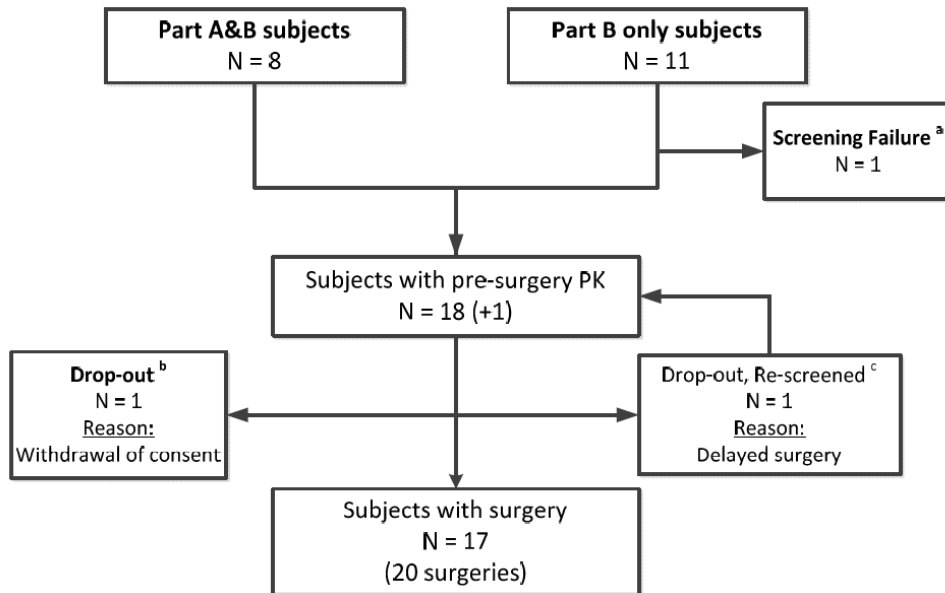 Part A&B subjects
N = 8
Part B only subjects
N = 11
Screening Failure a
N = 1
Subjects with pre-surgery PK
N = 18 (+1)
Drop-out b
N = 1
Reason:
Withdrawal of consent
Drop-out, Re-screened c
N = 1
Reason:
Delayed surgery
Subjects with surgery
N = 17
(20 surgeries)